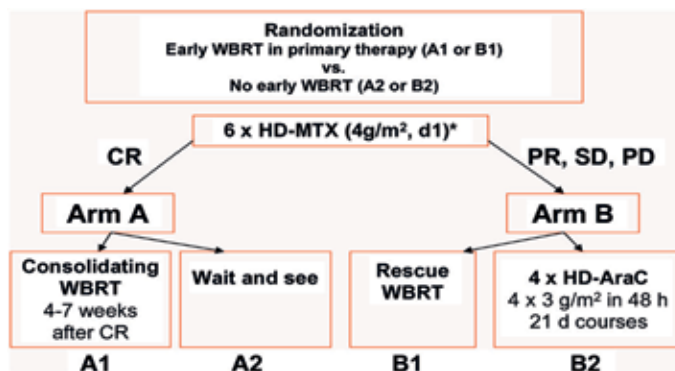 Randomization
Early WBRT in primary therapy (A1 or B1)
vs.
No early WBRT (A2 or B2)
6 x HD-MTX (4g/m², d1)*
CR
PR, SD, PD
Arm A
Arm B
Consolidating
WBRT
4-7 weeks
after CR
Wait and see
Rescue
WBRT
4 x HD-AraC
4 x 3 g/m² in 48 h
21 d courses
A1
A2
B1
B2